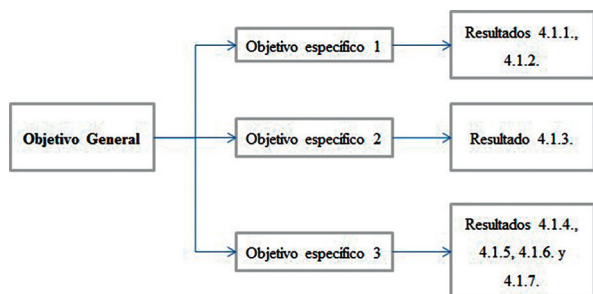 Objetivo específico 1
Resultados 4.1.1.,
4.1.2.
Objetivo General
Objetivo específico 2
Resultado 4.1.3.
Objetivo específico 3
Resultados 4.1.4.,
4.1.5, 4.1.6. y
4.1.7.